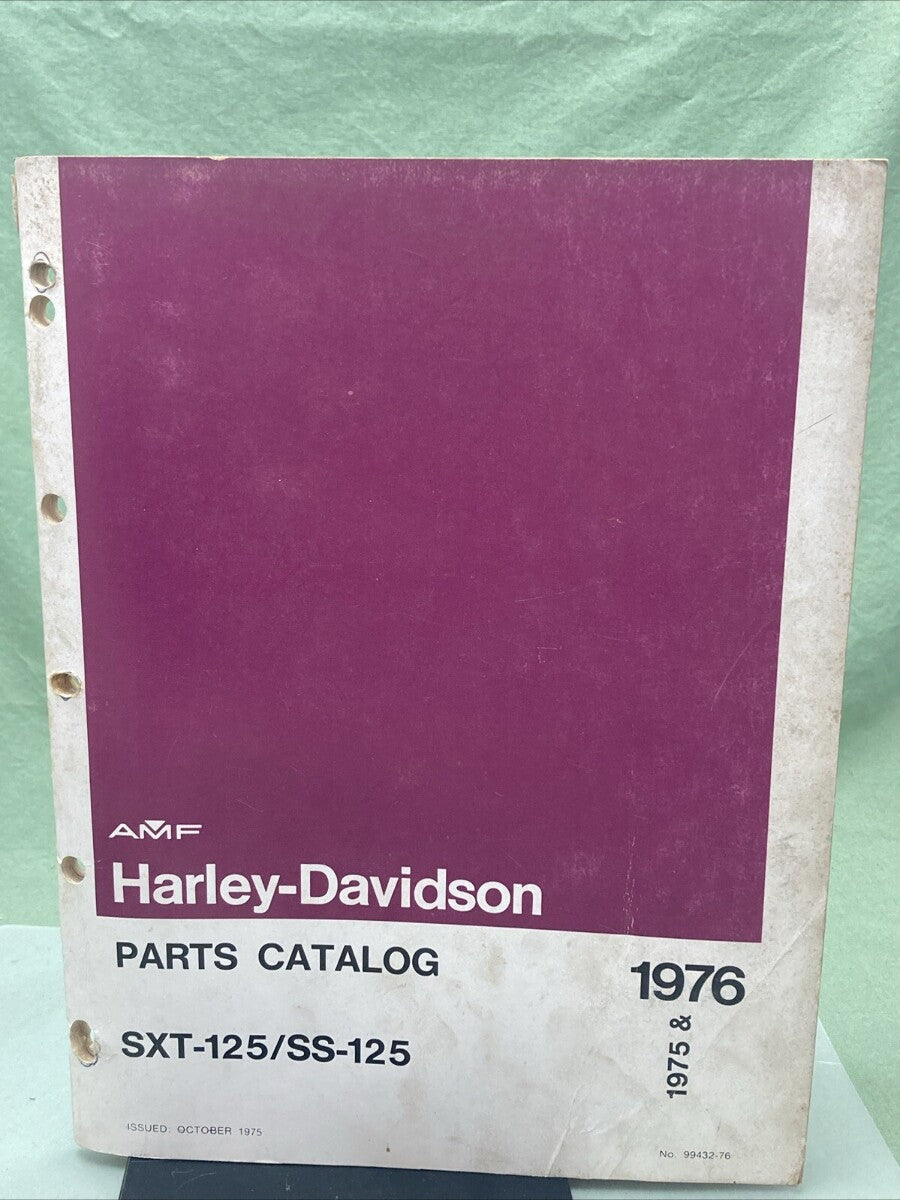 AMF
Harley-Davidson
PARTS CATALOG
1976
1975 &
SXT-125/SS-125
ISSUED: OCTOBER 1975
No. 99432-76